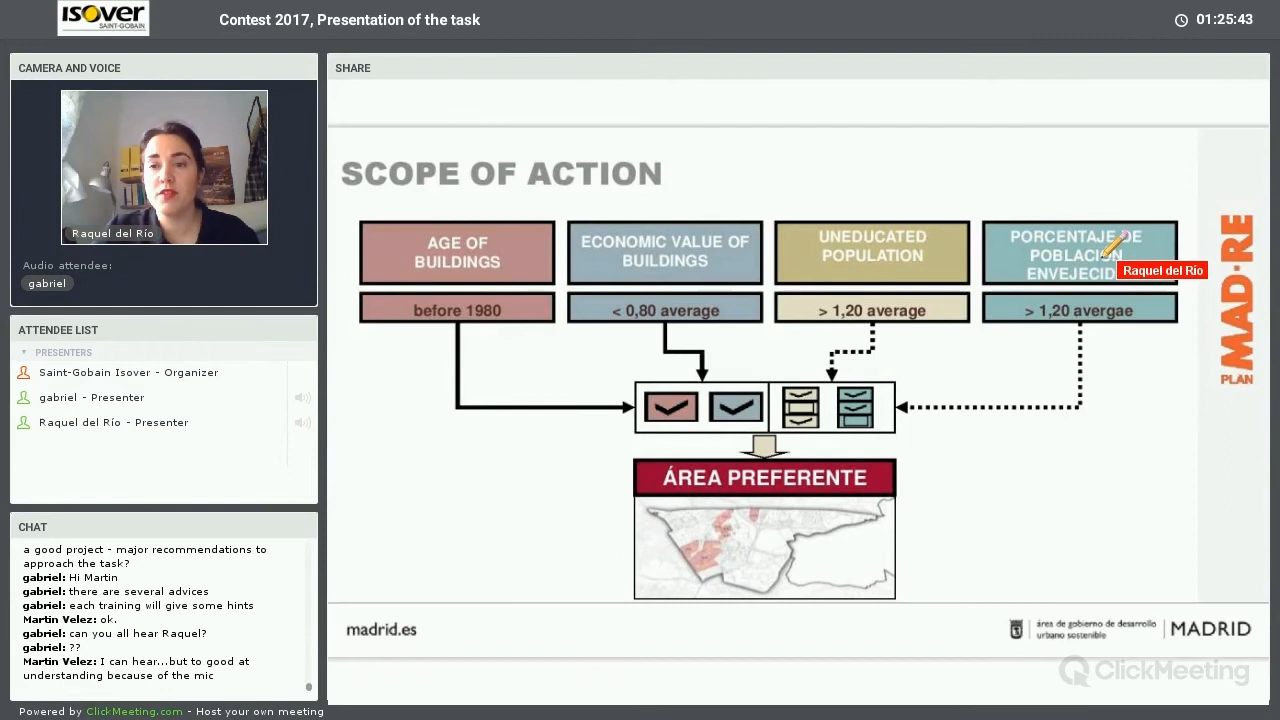 isover
SAINT-GOBAIN
Contest 2017, Presentation of the task
01:25:43
CAMERA AND VOICE
Raquel del Río
Audio attendee:
gabriel
ATTENDEE LIST
PRESENTERS
Saint-Gobain Isover - Organizer
gabriel - Presenter
Raquel del Río - Presenter
CHAT
a good project - major recommendations to
approach the task?
gabriel: Hi Martin
gabriel: there are several advices
gabriel: each training will give some hints
Martin Velez: ok.
gabriel: can you all hear Raquel?
gabriel: ??
Martin Velez: I can hear...but to good at
understanding because of the mic
Powered by ClickMeeting.com - Host your own meeting
SHARE
SCOPE OF ACTION
AGE OF
BUILDINGS
before 1980
ECONOMIC VALUE OF
BUILDINGS
< 0,80 average
UNEDUCATED
POPULATION
> 1,20 average
PORCENTAJE DE
POBLACIÓN
ENVEJECID
> 1,20 avergae
Raquel del Río
ÁREA PREFERENTE
PLAN MAD-RE
madrid.es
área de gobierno de desarrollo
urbano sostenible
MADRID
ClickMeeting